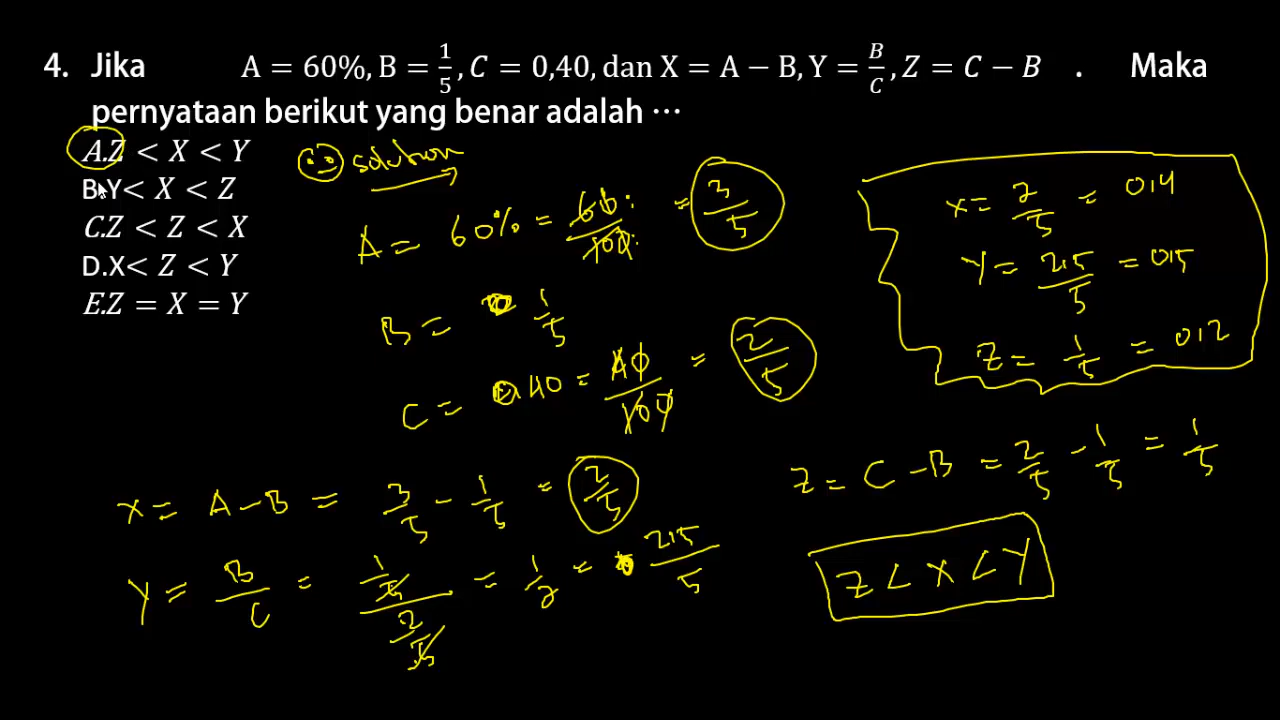 4. Jika A = 60%, B = 1/5, C = 0,40, dan X = A − B, Y = B/C, Z = C − B . Maka
pernyataan berikut yang benar adalah ⋯
A.Z < X < Y
B.Y< X < Z
C.Z < Z < X
D.X< Z < Y
E.Z = X = Y
solution
A = 60% = 60/100 = 3/5
B = 1/5
C = 0,40 = 40/100 = 2/5
X = A − B = 3/5 − 1/5 = 2/5
Y = B/C = 1/5 / 2/5 = 1/2 = 2,5/5
X = 2/5 = 0,4
Y = 2,5/5 = 0,5
Z = 1/5 = 0,2
Z = C − B = 2/5 − 1/5 = 1/5
Z < X < Y